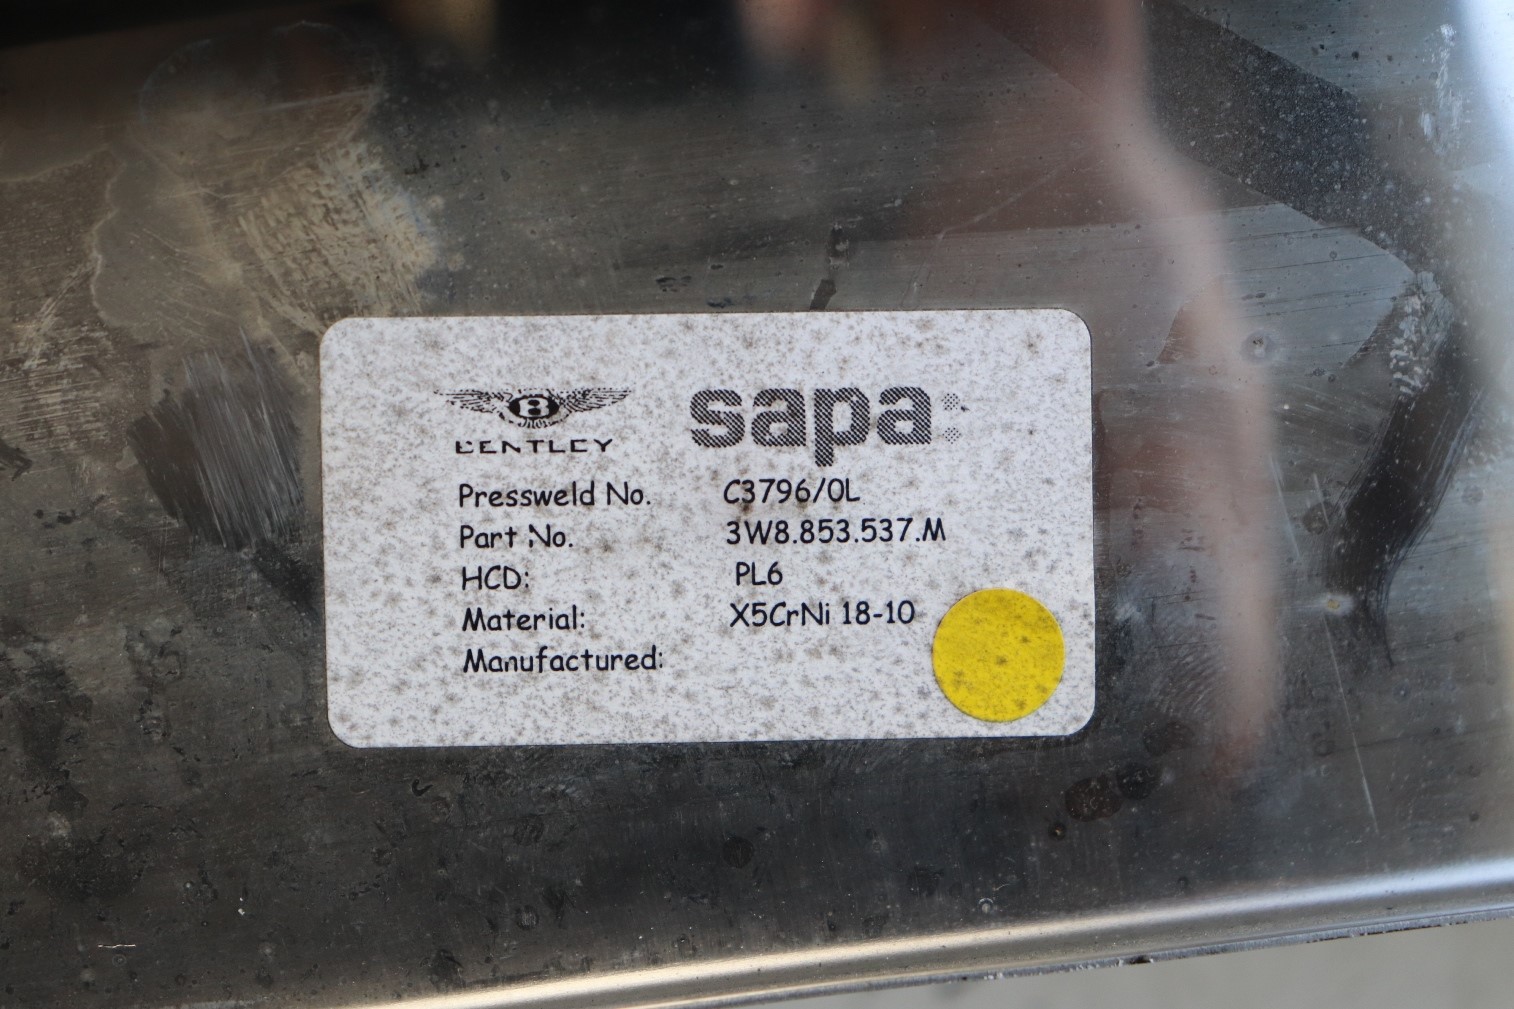 B
BENTLEY
sapa:
Pressweld No. C3796/0L
Part No. 3W8.853.537.M
HCD: PL6
Material: X5CrNi 18-10
Manufactured: